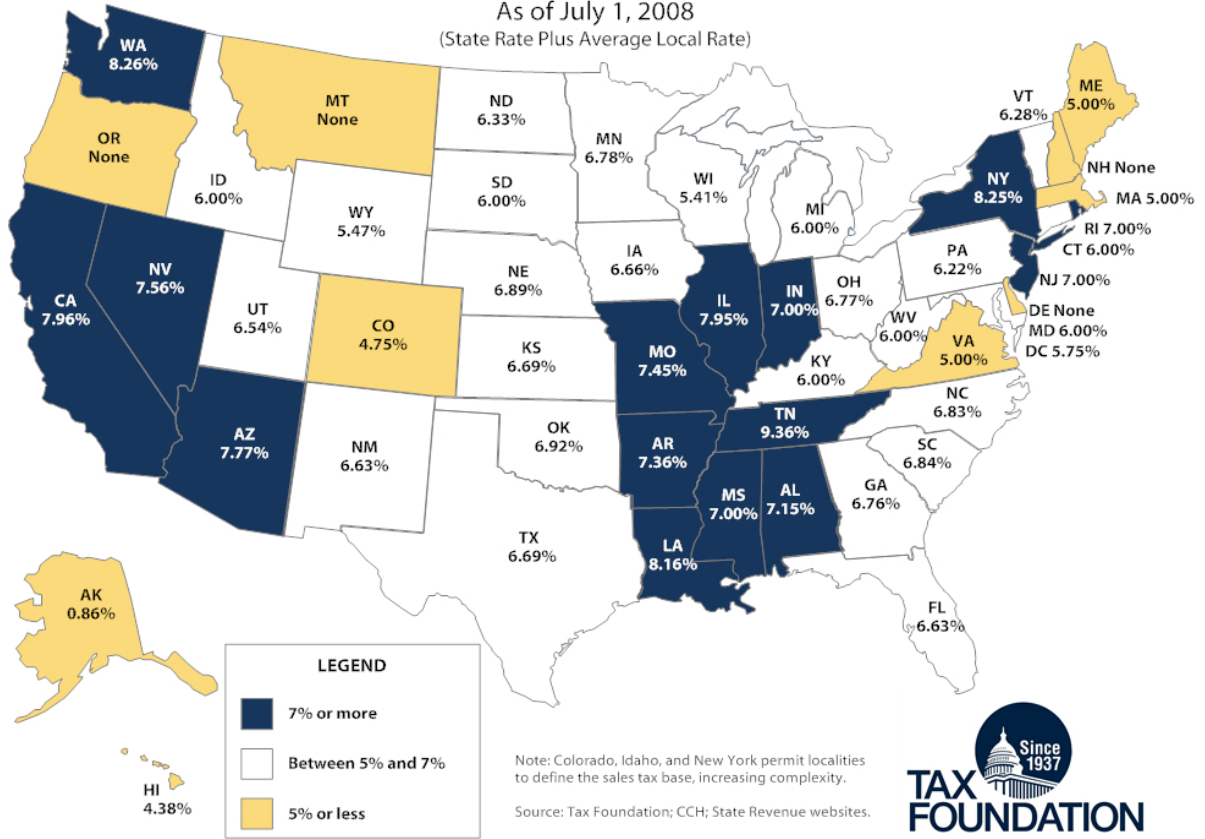 As of July 1, 2008
(State Rate Plus Average Local Rate)
WA
8.26%
MT
None
ND
6.33%
MN
6.78%
VT
6.28%
ME
5.00%
OR
None
ID
6.00%
SD
6.00%
WI
5.41%
NH None
NY
8.25%
MA 5.00%
WY
5.47%
MI
6.00%
RI 7.00%
CT 6.00%
IA
6.66%
PA
6.22%
NV
7.56%
NE
6.89%
NJ 7.00%
CA
7.96%
UT
6.54%
CO
4.75%
IL
7.95%
IN
7.00%
OH
6.77%
DE None
WV
6.00%
MD 6.00%
VA
5.00%
DC 5.75%
KS
6.69%
MO
7.45%
KY
6.00%
NC
6.83%
TN
9.36%
AZ
7.77%
NM
6.63%
OK
6.92%
AR
7.36%
SC
6.84%
MS
7.00%
AL
7.15%
GA
6.76%
TX
6.69%
LA
8.16%
AK
0.86%
FL
6.63%
HI
4.38%
LEGEND
7% or more
Between 5% and 7%
5% or less
Note: Colorado, Idaho, and New York permit localities
to define the sales tax base, increasing complexity.
Source: Tax Foundation; CCH; State Revenue websites.
Since
1937
TAX
FOUNDATION